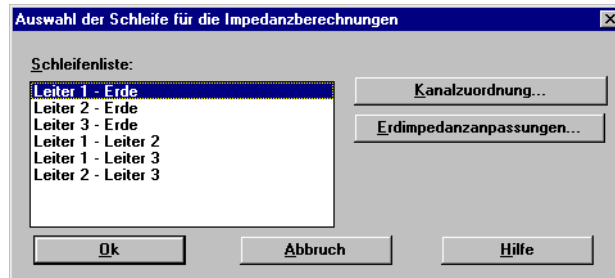 Auswahl der Schleife für die Impedanzberechnungen
Schleifenliste:
Leiter 1 - Erde
Leiter 2 - Erde
Leiter 3 - Erde
Leiter 1 - Leiter 2
Leiter 1 - Leiter 3
Leiter 2 - Leiter 3
Kanalzuordnung...
Erdimpedanzanpassungen...
Ok
Abbruch
Hilfe